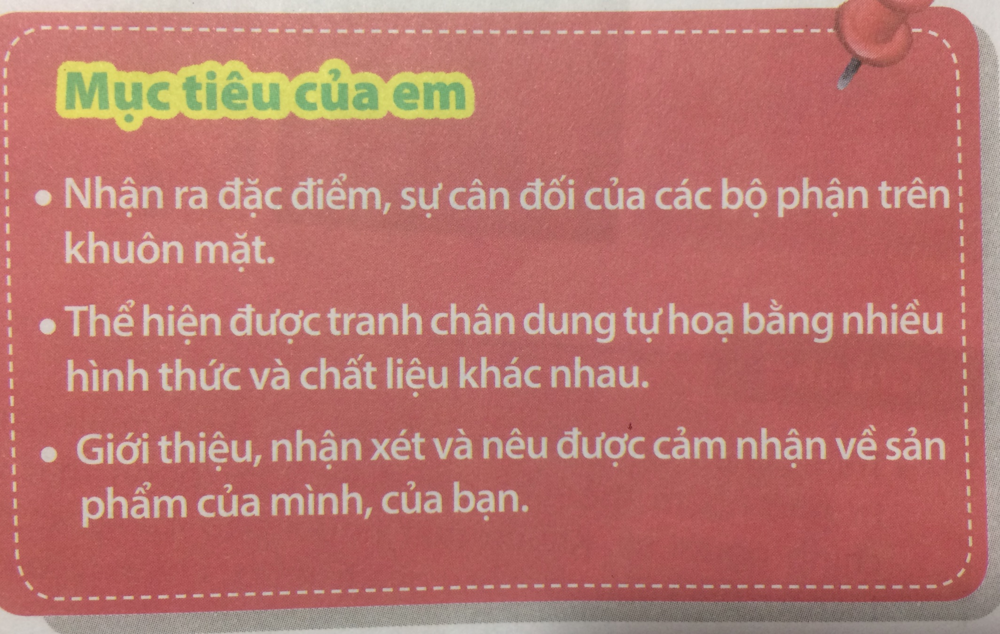 Mục tiêu của em
• Nhận ra đặc điểm, sự cân đối của các bộ phận trên
khuôn mặt.
• Thể hiện được tranh chân dung tự hoạ bằng nhiều
hình thức và chất liệu khác nhau.
• Giới thiệu, nhận xét và nêu được cảm nhận về sản
phẩm của mình, của bạn.